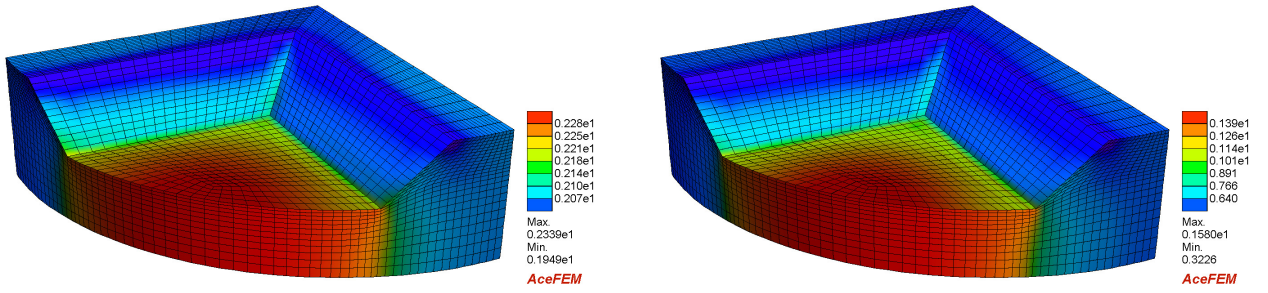 0.228e1
0.225e1
0.221e1
0.218e1
0.214e1
0.210e1
0.207e1
Max.
0.2339e1
Min.
0.1949e1
AceFEM
0.139e1
0.126e1
0.114e1
0.101e1
0.891
0.766
0.640
Max.
0.1580e1
Min.
0.3226
AceFEM